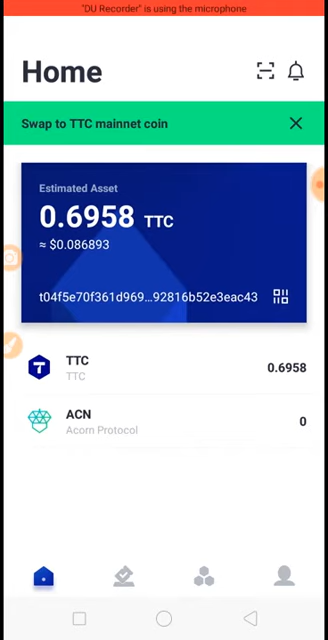 "DU Recorder" is using the microphone
Home
Swap to TTC mainnet coin
Estimated Asset
0.6958 TTC
≈ $0.086893
t04f5e70f361d969...92816b52e3eac43
TTC
TTC
0.6958
ACN
Acorn Protocol
0